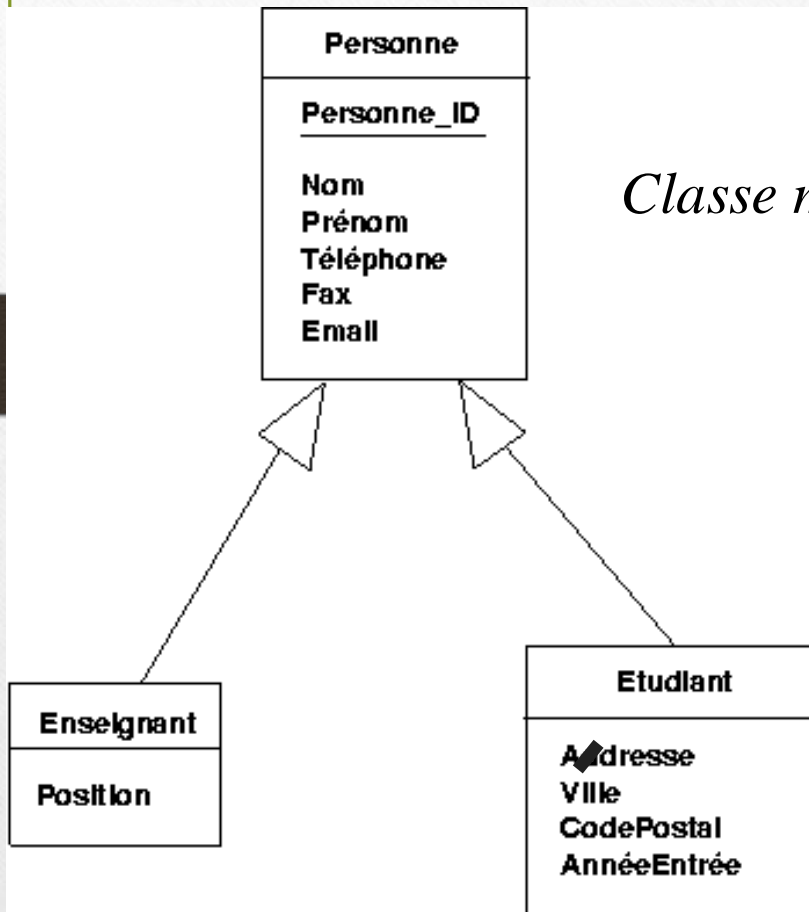 Personne
Personne_ID
Nom
Prénom
Téléphone
Fax
Email
Classe
Enseignant
Position
Etudiant
Ville
CodePostal
AnnéeEntrée